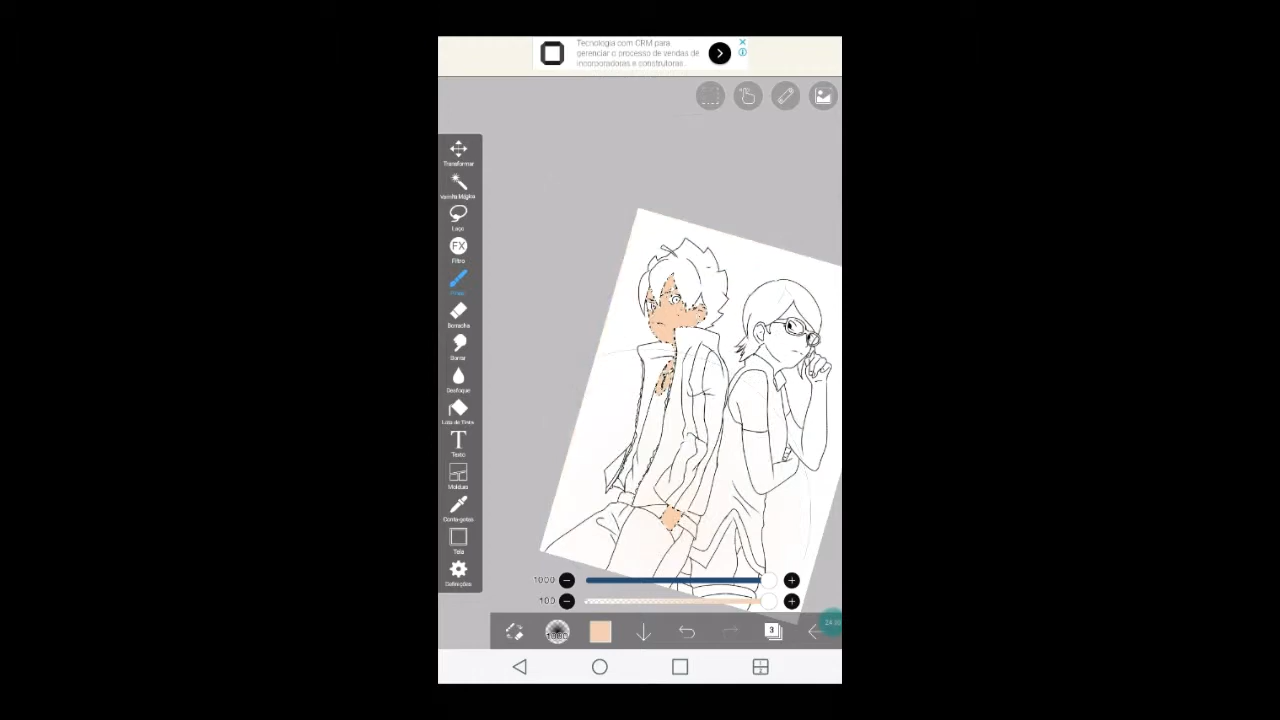 Tecnologia com CRM para
gerenciar o processo de vendas de
incorporadoras e construtoras.
Transformar
Varinha Mágica
Laço
FX
Filtro
Borracha
Borrar
Desfoque
Lata de Tinta
T
Texto
Moldura
Conta-gotas
Tela
Definições
1000
100
1000
3